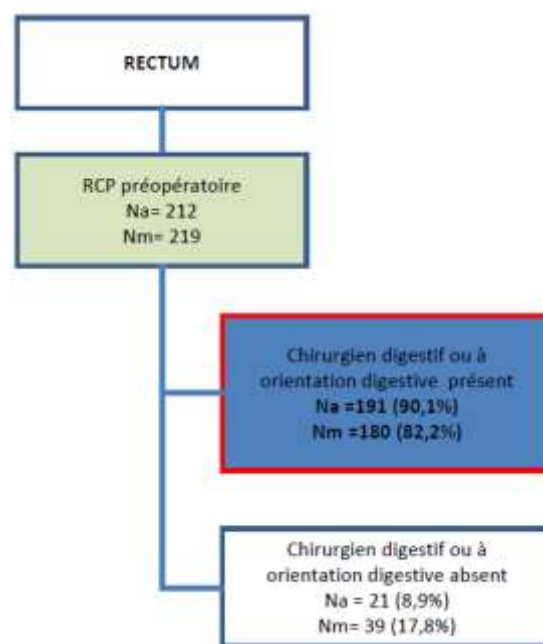 RECTUM
RCP préopératoire
Na= 212
Nm= 219
Chirurgien digestif ou à
orientation digestive présent
Na =191 (90,1%)
Nm =180 (82,2%)
Chirurgien digestif ou à
orientation digestive absent
Na = 21 (8,9%)
Nm= 39 (17,8%)